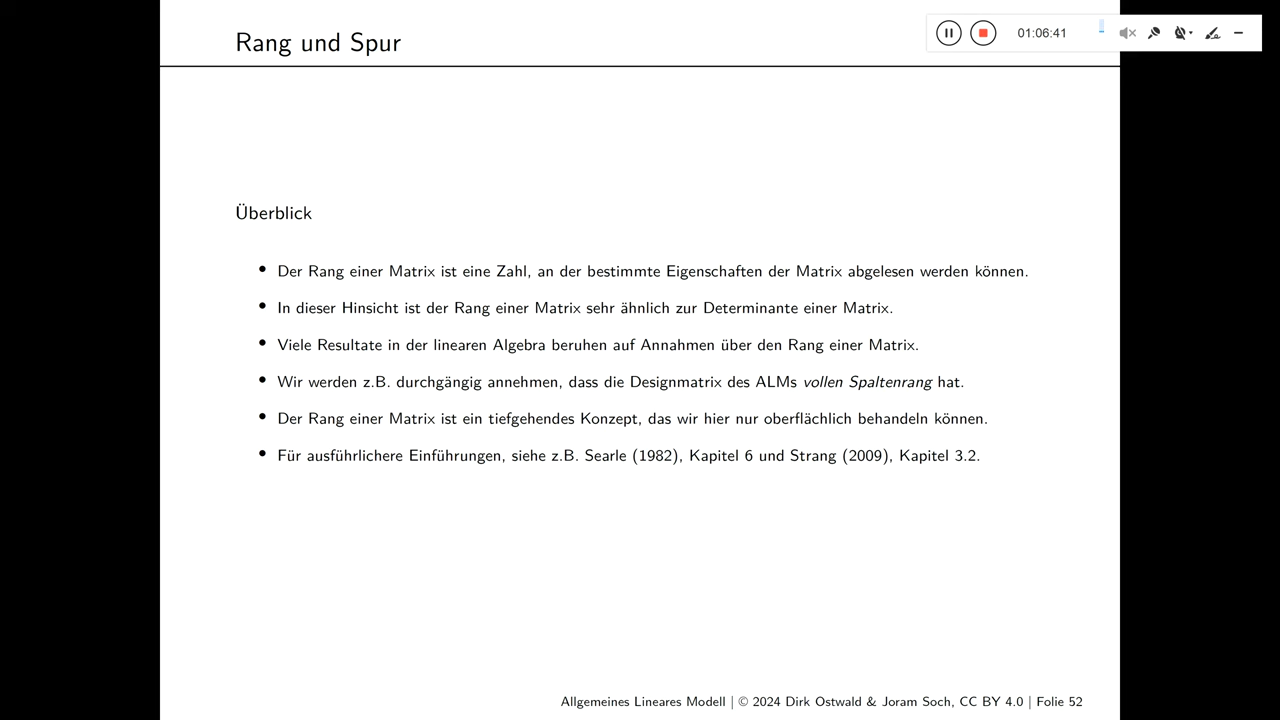 Rang und Spur
01:06:41
Überblick
• Der Rang einer Matrix ist eine Zahl, an der bestimmte Eigenschaften der Matrix abgelesen werden können.
• In dieser Hinsicht ist der Rang einer Matrix sehr ähnlich zur Determinante einer Matrix.
• Viele Resultate in der linearen Algebra beruhen auf Annahmen über den Rang einer Matrix.
• Wir werden z.B. durchgängig annehmen, dass die Designmatrix des ALMs vollen Spaltenrang hat.
• Der Rang einer Matrix ist ein tiefgehendes Konzept, das wir hier nur oberflächlich behandeln können.
• Für ausführlichere Einführungen, siehe z.B. Searle (1982), Kapitel 6 und Strang (2009), Kapitel 3.2.
Allgemeines Lineares Modell | © 2024 Dirk Ostwald & Joram Soch, CC BY 4.0 | Folie 52